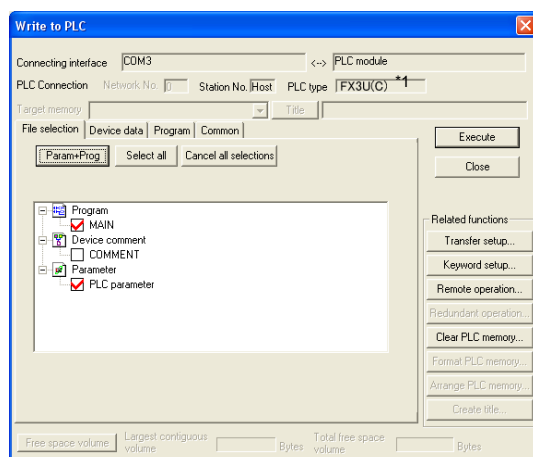 Write to PLC
Connecting interface COM3 <--> PLC module
PLC Connection Network No. 0 Station No. Host PLC type FX3U(C) *1
Target memory Title
File selection Device data Program Common
Execute
Param+Prog Select all Cancel all selections
Close
Program
MAIN
Device comment
COMMENT
Parameter
PLC parameter
Related functions
Transfer setup...
Keyword setup...
Remote operation...
Redundant operation...
Clear PLC memory...
Format PLC memory...
Arrange PLC memory...
Create title...
Free space volume Largest contiguous volume Bytes Total free space volume Bytes